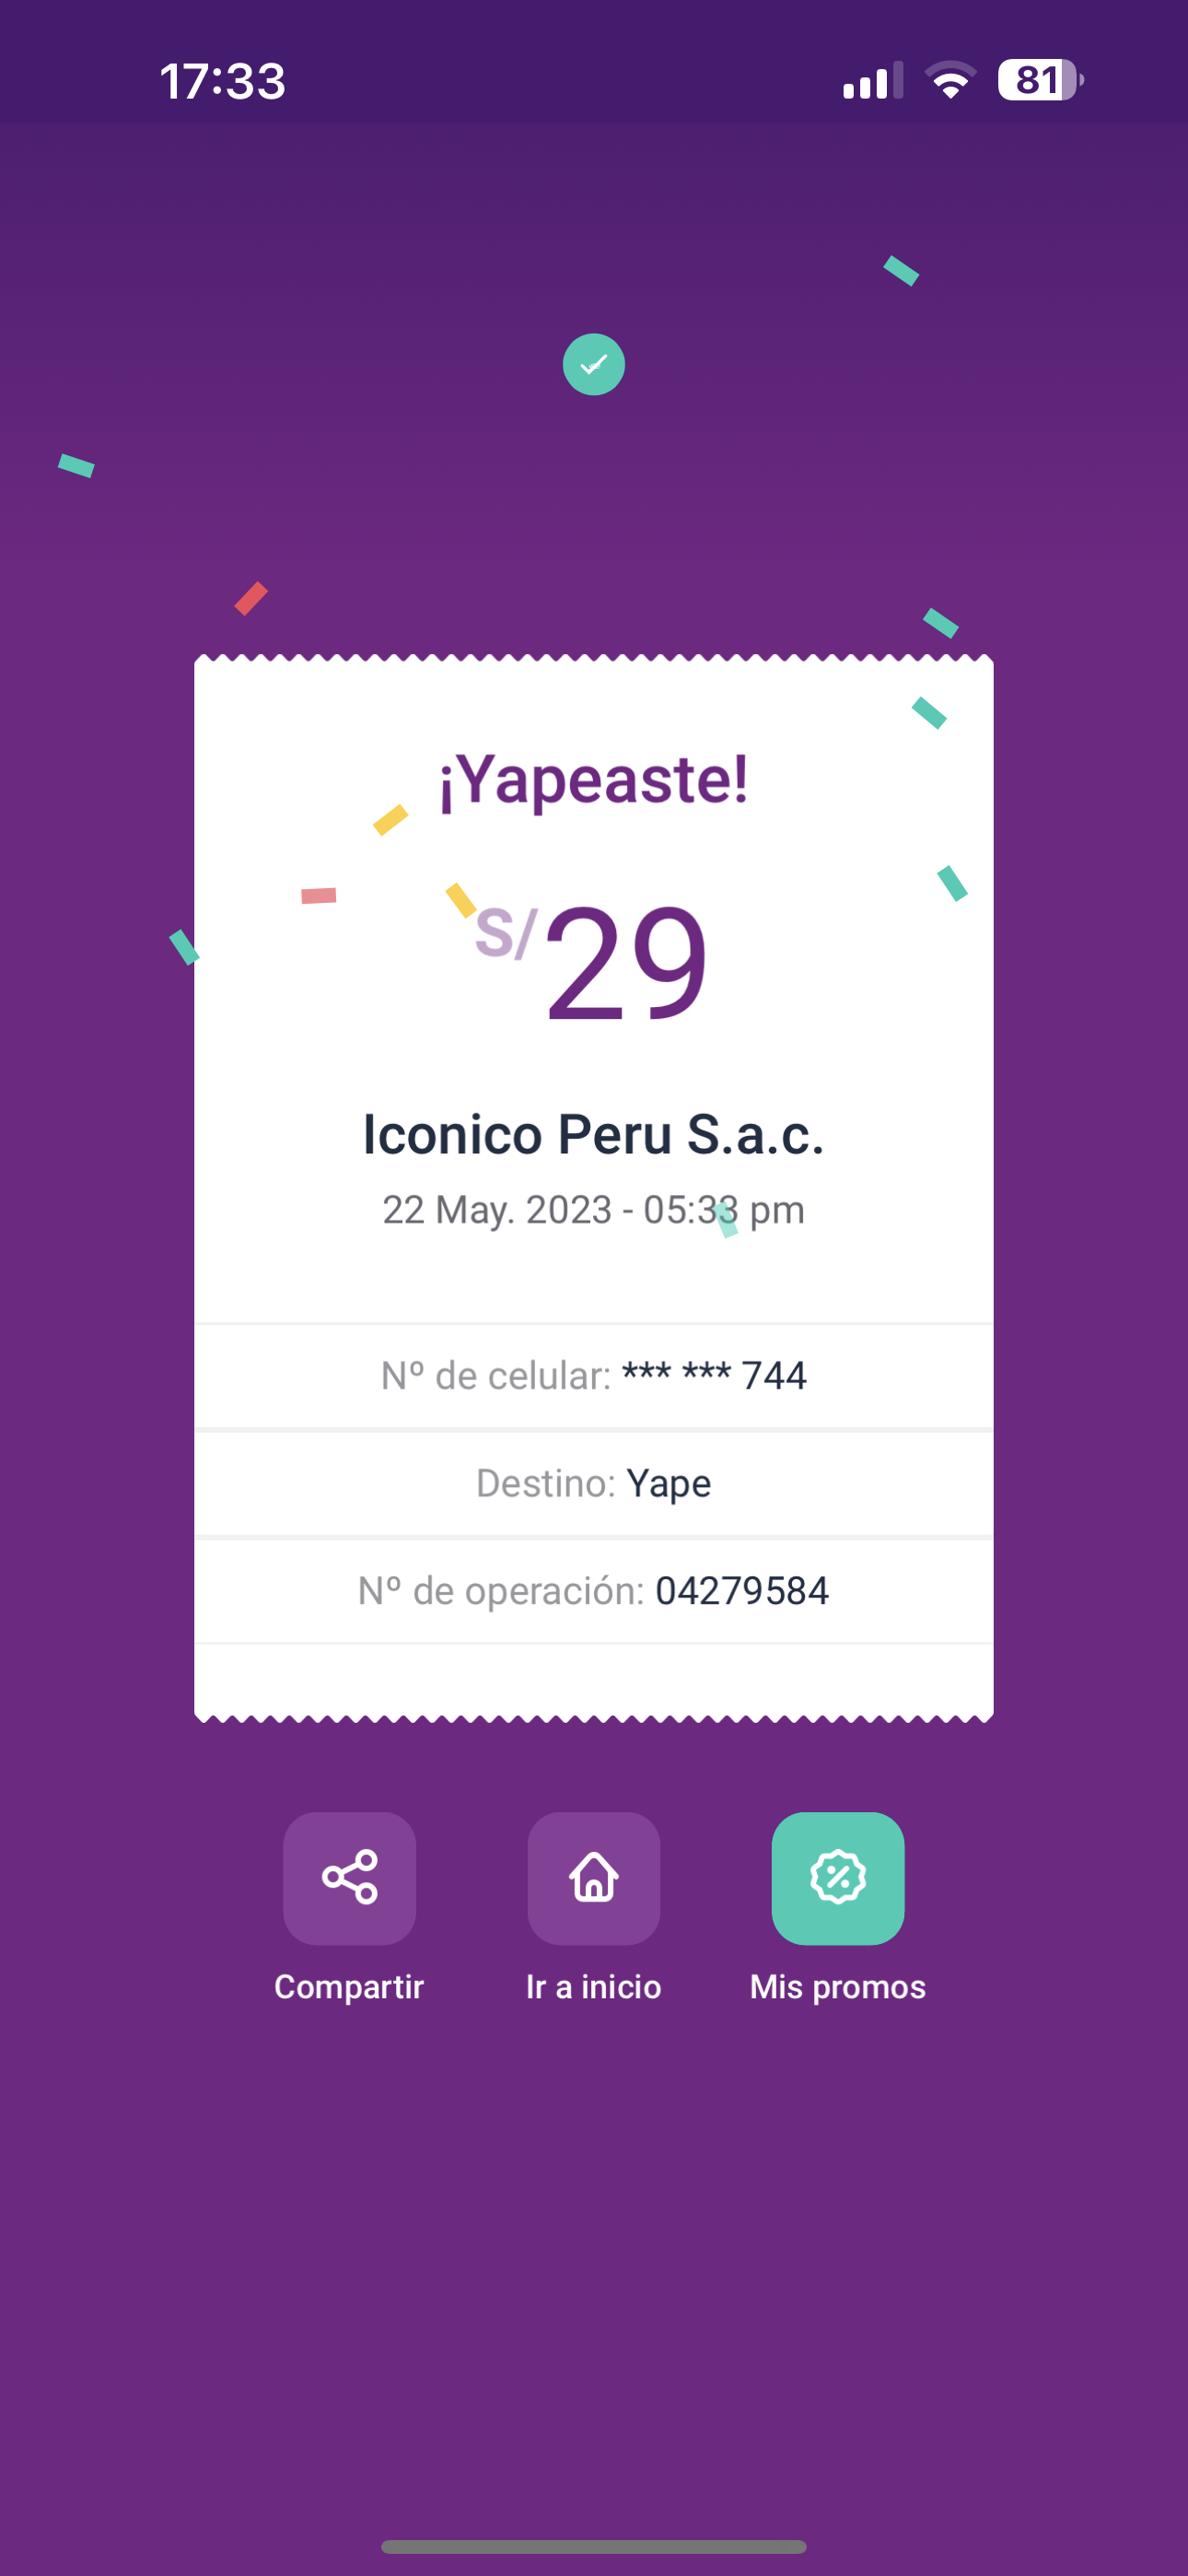 17:33
81
¡Yapeaste!
S/29
Iconico Peru S.a.c.
22 May. 2023 - 05:33 pm
Nº de celular: *** *** 744
Destino: Yape
Nº de operación: 04279584
Compartir
Ir a inicio
Mis promos